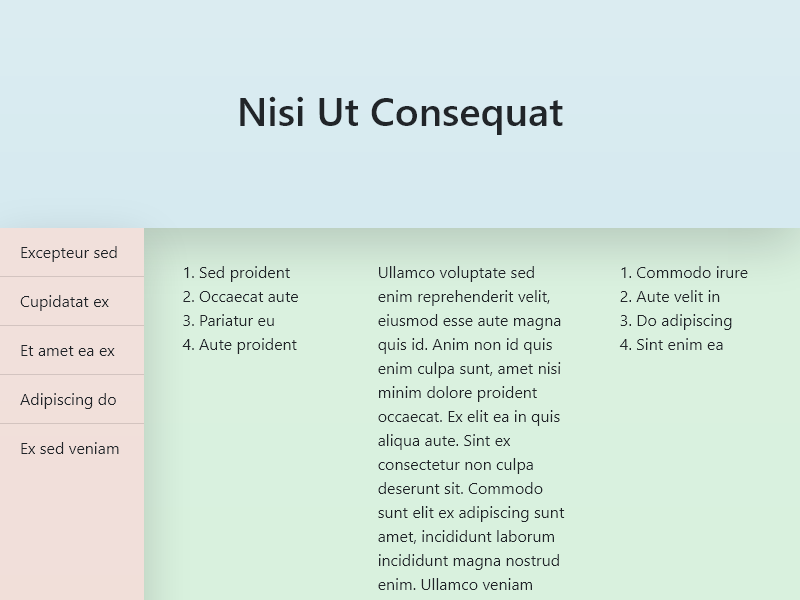 Nisi Ut Consequat
Excepteur sed
Cupidatat ex
Et amet ea ex
Adipiscing do
Ex sed veniam
1. Sed proident
2. Occaecat aute
3. Pariatur eu
4. Aute proident
Ullamco voluptate sed
enim reprehenderit velit,
eiusmod esse aute magna
quis id. Anim non id quis
enim culpa sunt, amet nisi
minim dolore proident
occaecat. Ex elit ea in quis
aliqua aute. Sint ex
consectetur non culpa
deserunt sit. Commodo
sunt elit ex adipiscing sunt
amet, incididunt laborum
incididunt magna nostrud
enim. Ullamco veniam
1. Commodo irure
2. Aute velit in
3. Do adipiscing
4. Sint enim ea